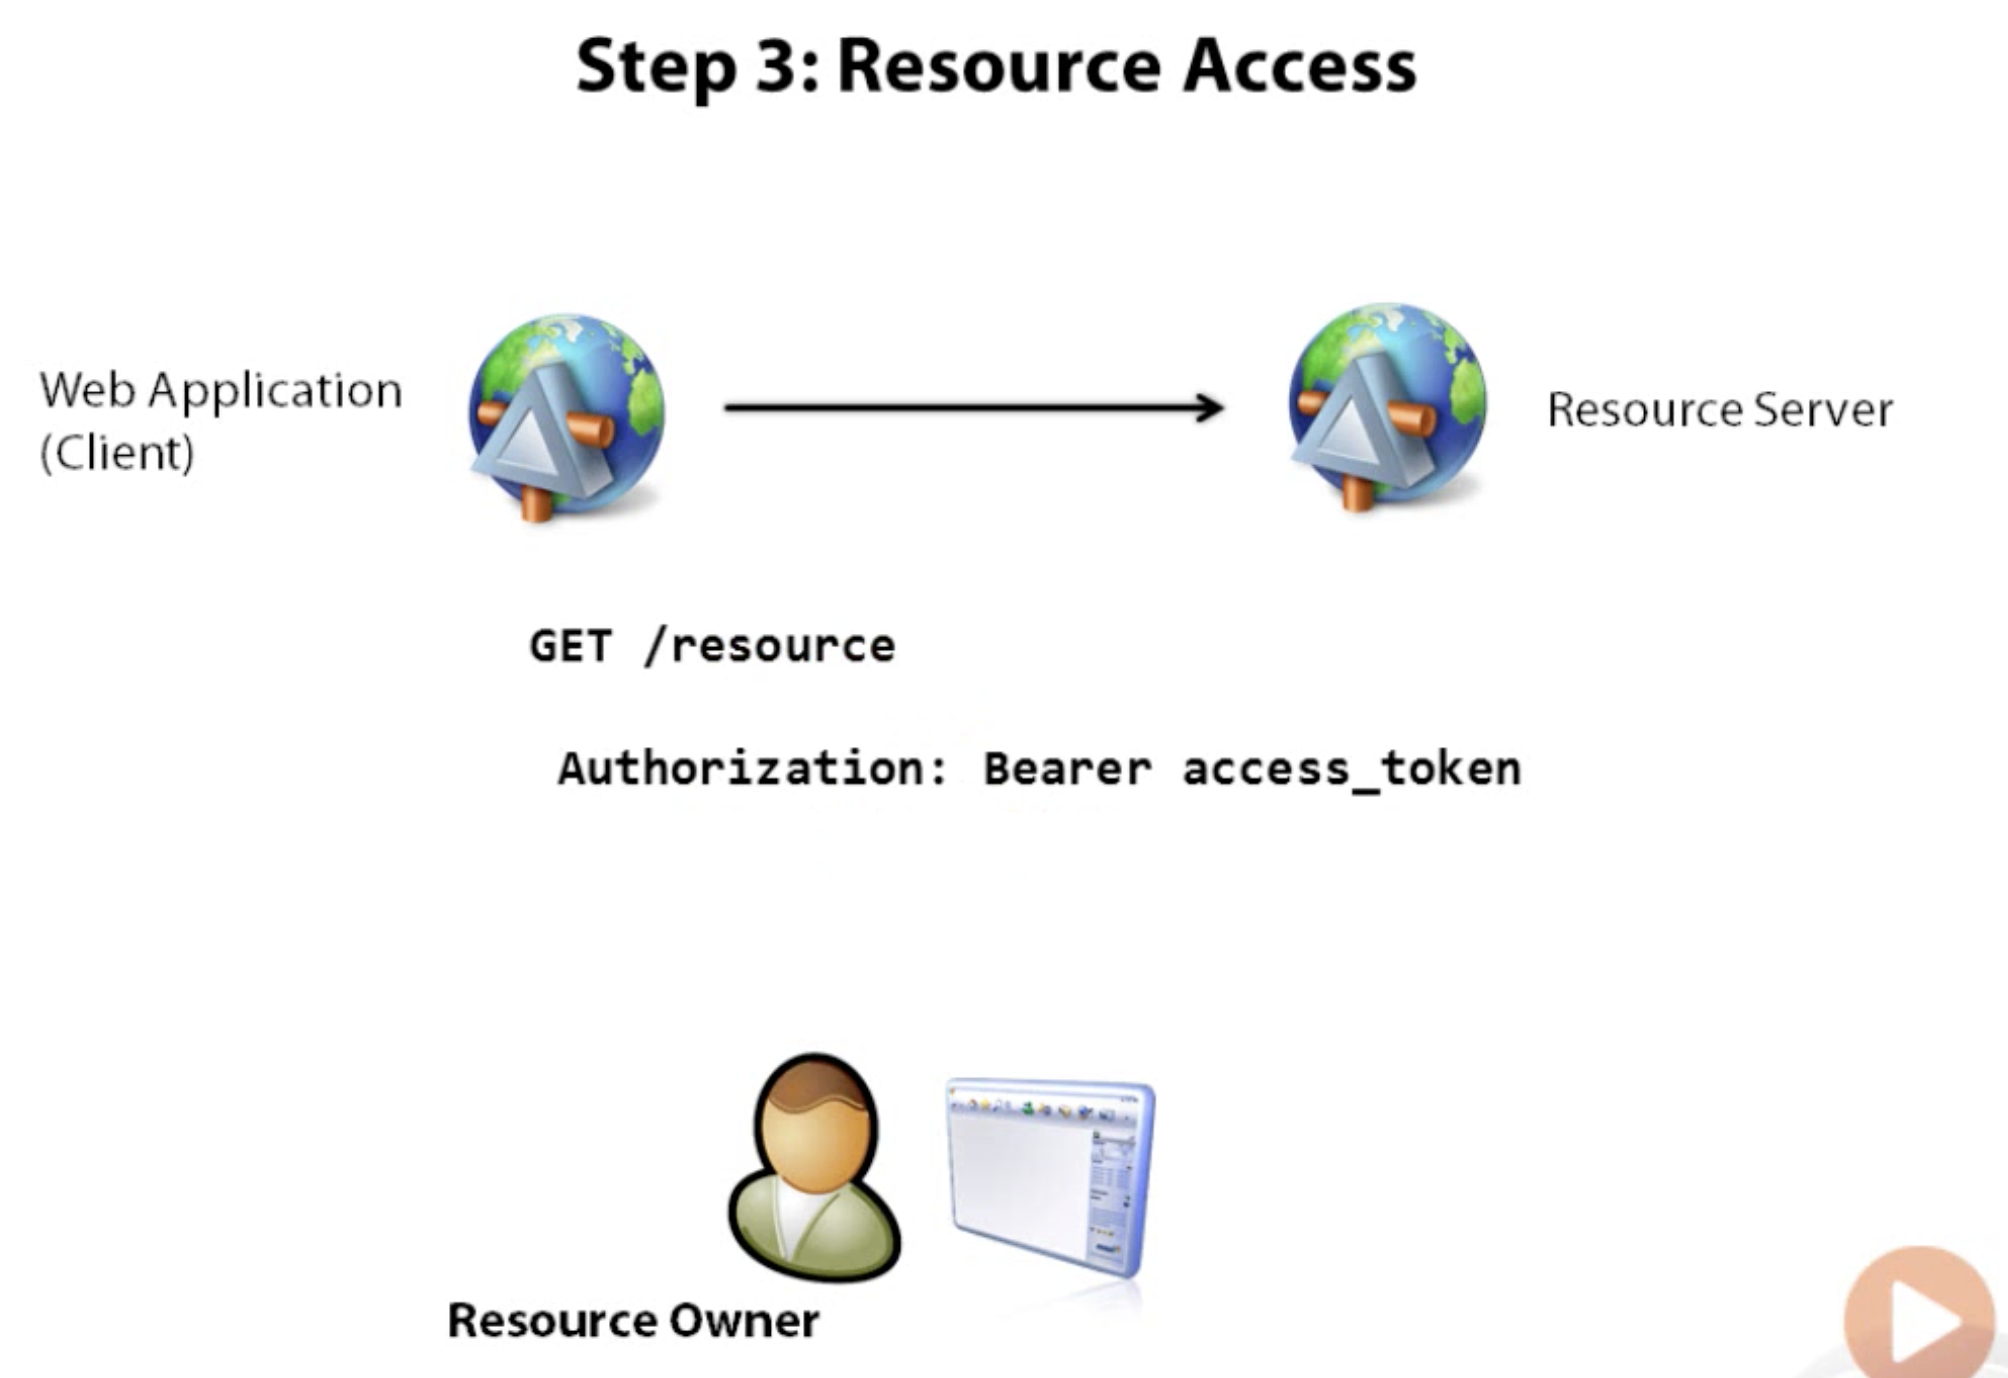 Step 3: Resource Access
Web Application
(Client)
Resource Server
GET /resource
Authorization: Bearer access_token
Resource Owner